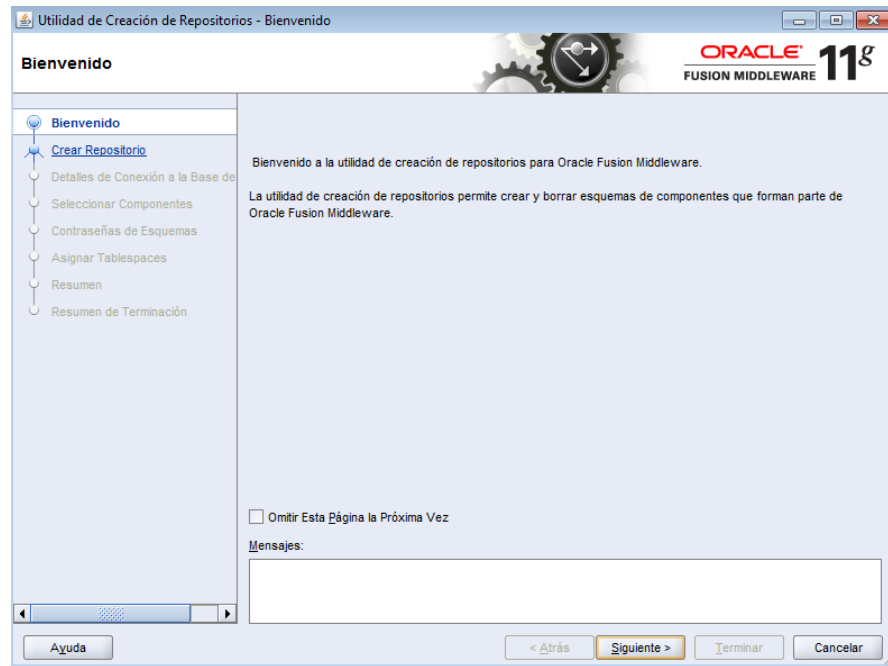 Utilidad de Creación de Repositorios - Bienvenido
Bienvenido
ORACLE
FUSION MIDDLEWARE
11g
Bienvenido
Crear Repositorio
Detalles de Conexión a la Base de
Seleccionar Componentes
Contraseñas de Esquemas
Asignar Tablespaces
Resumen
Resumen de Terminación
Bienvenido a la utilidad de creación de repositorios para Oracle Fusion Middleware.
La utilidad de creación de repositorios permite crear y borrar esquemas de componentes que forman parte de
Oracle Fusion Middleware.
Omitir Esta Página la Próxima Vez
Mensajes:
Ayuda
< Atrás
Siguiente >
Terminar
Cancelar